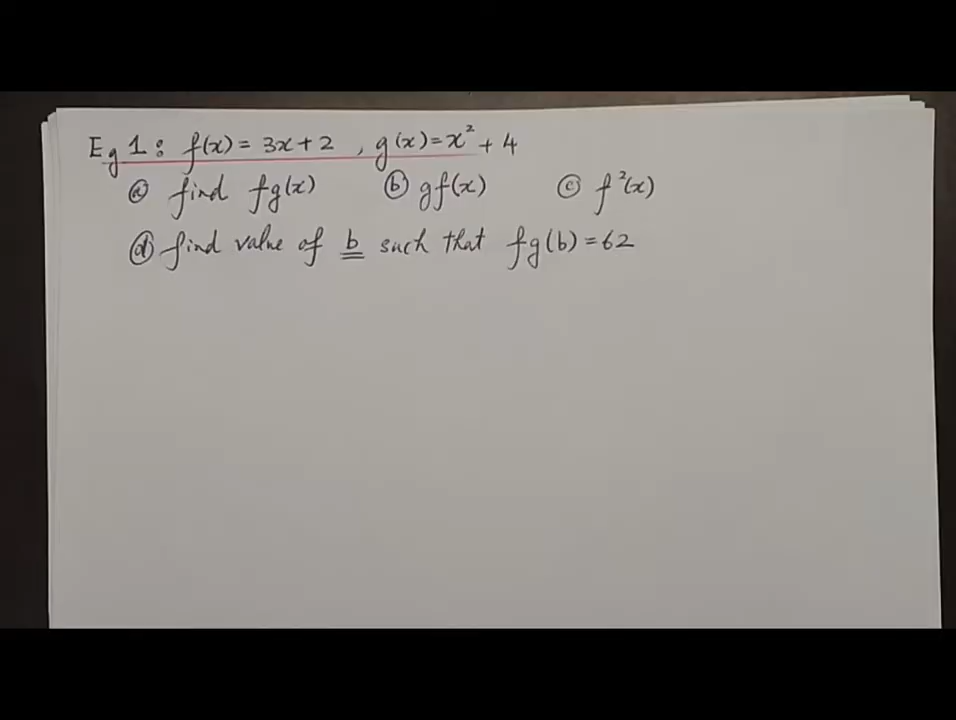 Eg 1: f(x) = 3x + 2 , g(x) = x² + 4
ⓐ find fg(x) ⓑ gf(x) ⓒ f²(x)
ⓓ find value of b such that fg(b) = 62